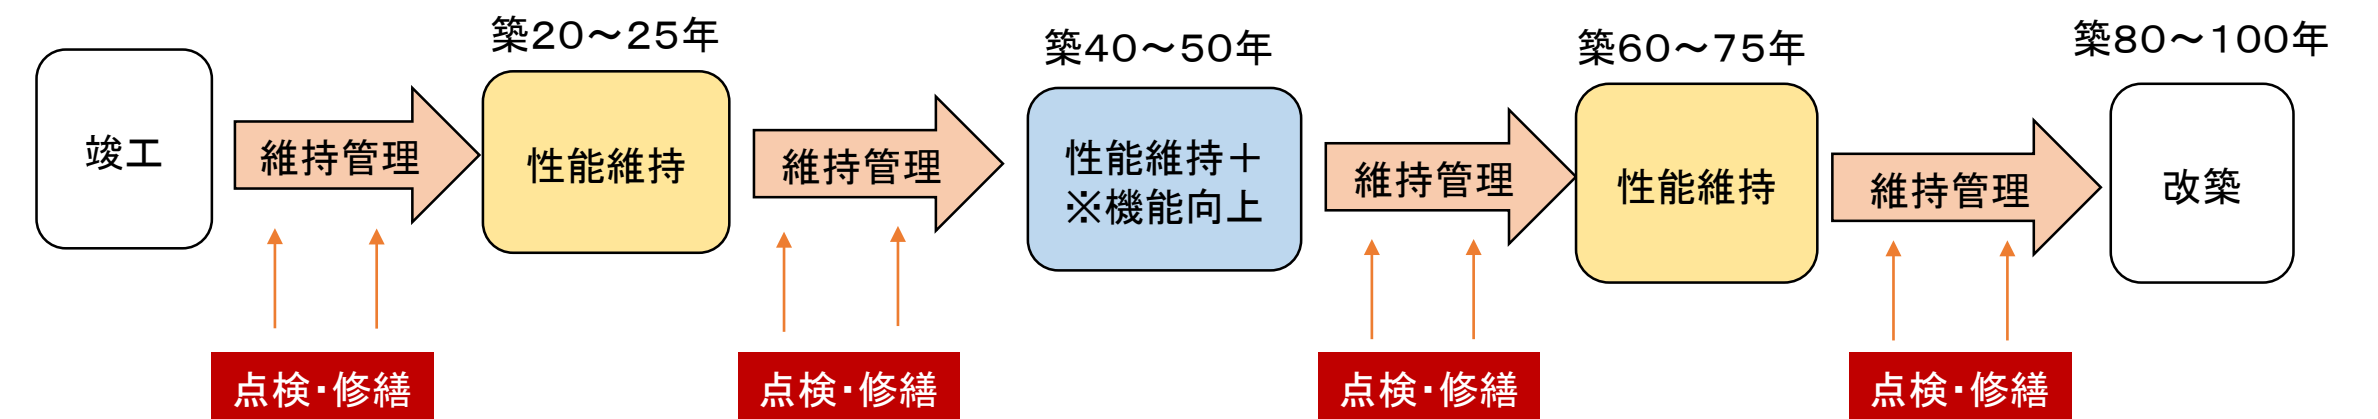 築20～25年
築40～50年
築60～75年
築80～100年
竣工
維持管理
性能維持
維持管理
性能維持＋
※機能向上
維持管理
性能維持
維持管理
改築
点検・修繕
点検・修繕
点検・修繕
点検・修繕